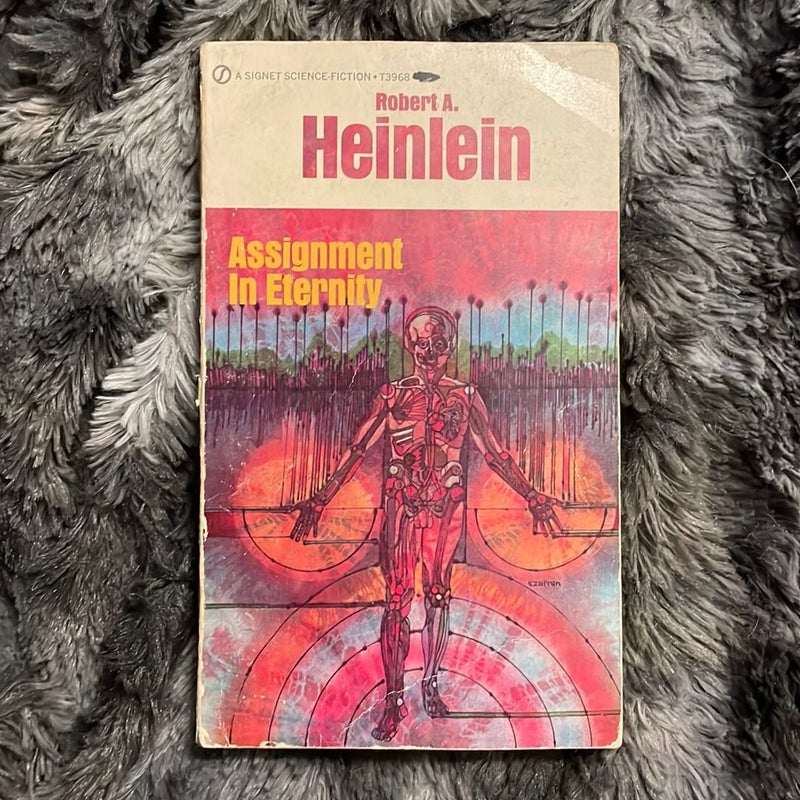 A SIGNET SCIENCE-FICTION • T3968
Robert A.
Heinlein
Assignment
In Eternity
szafran